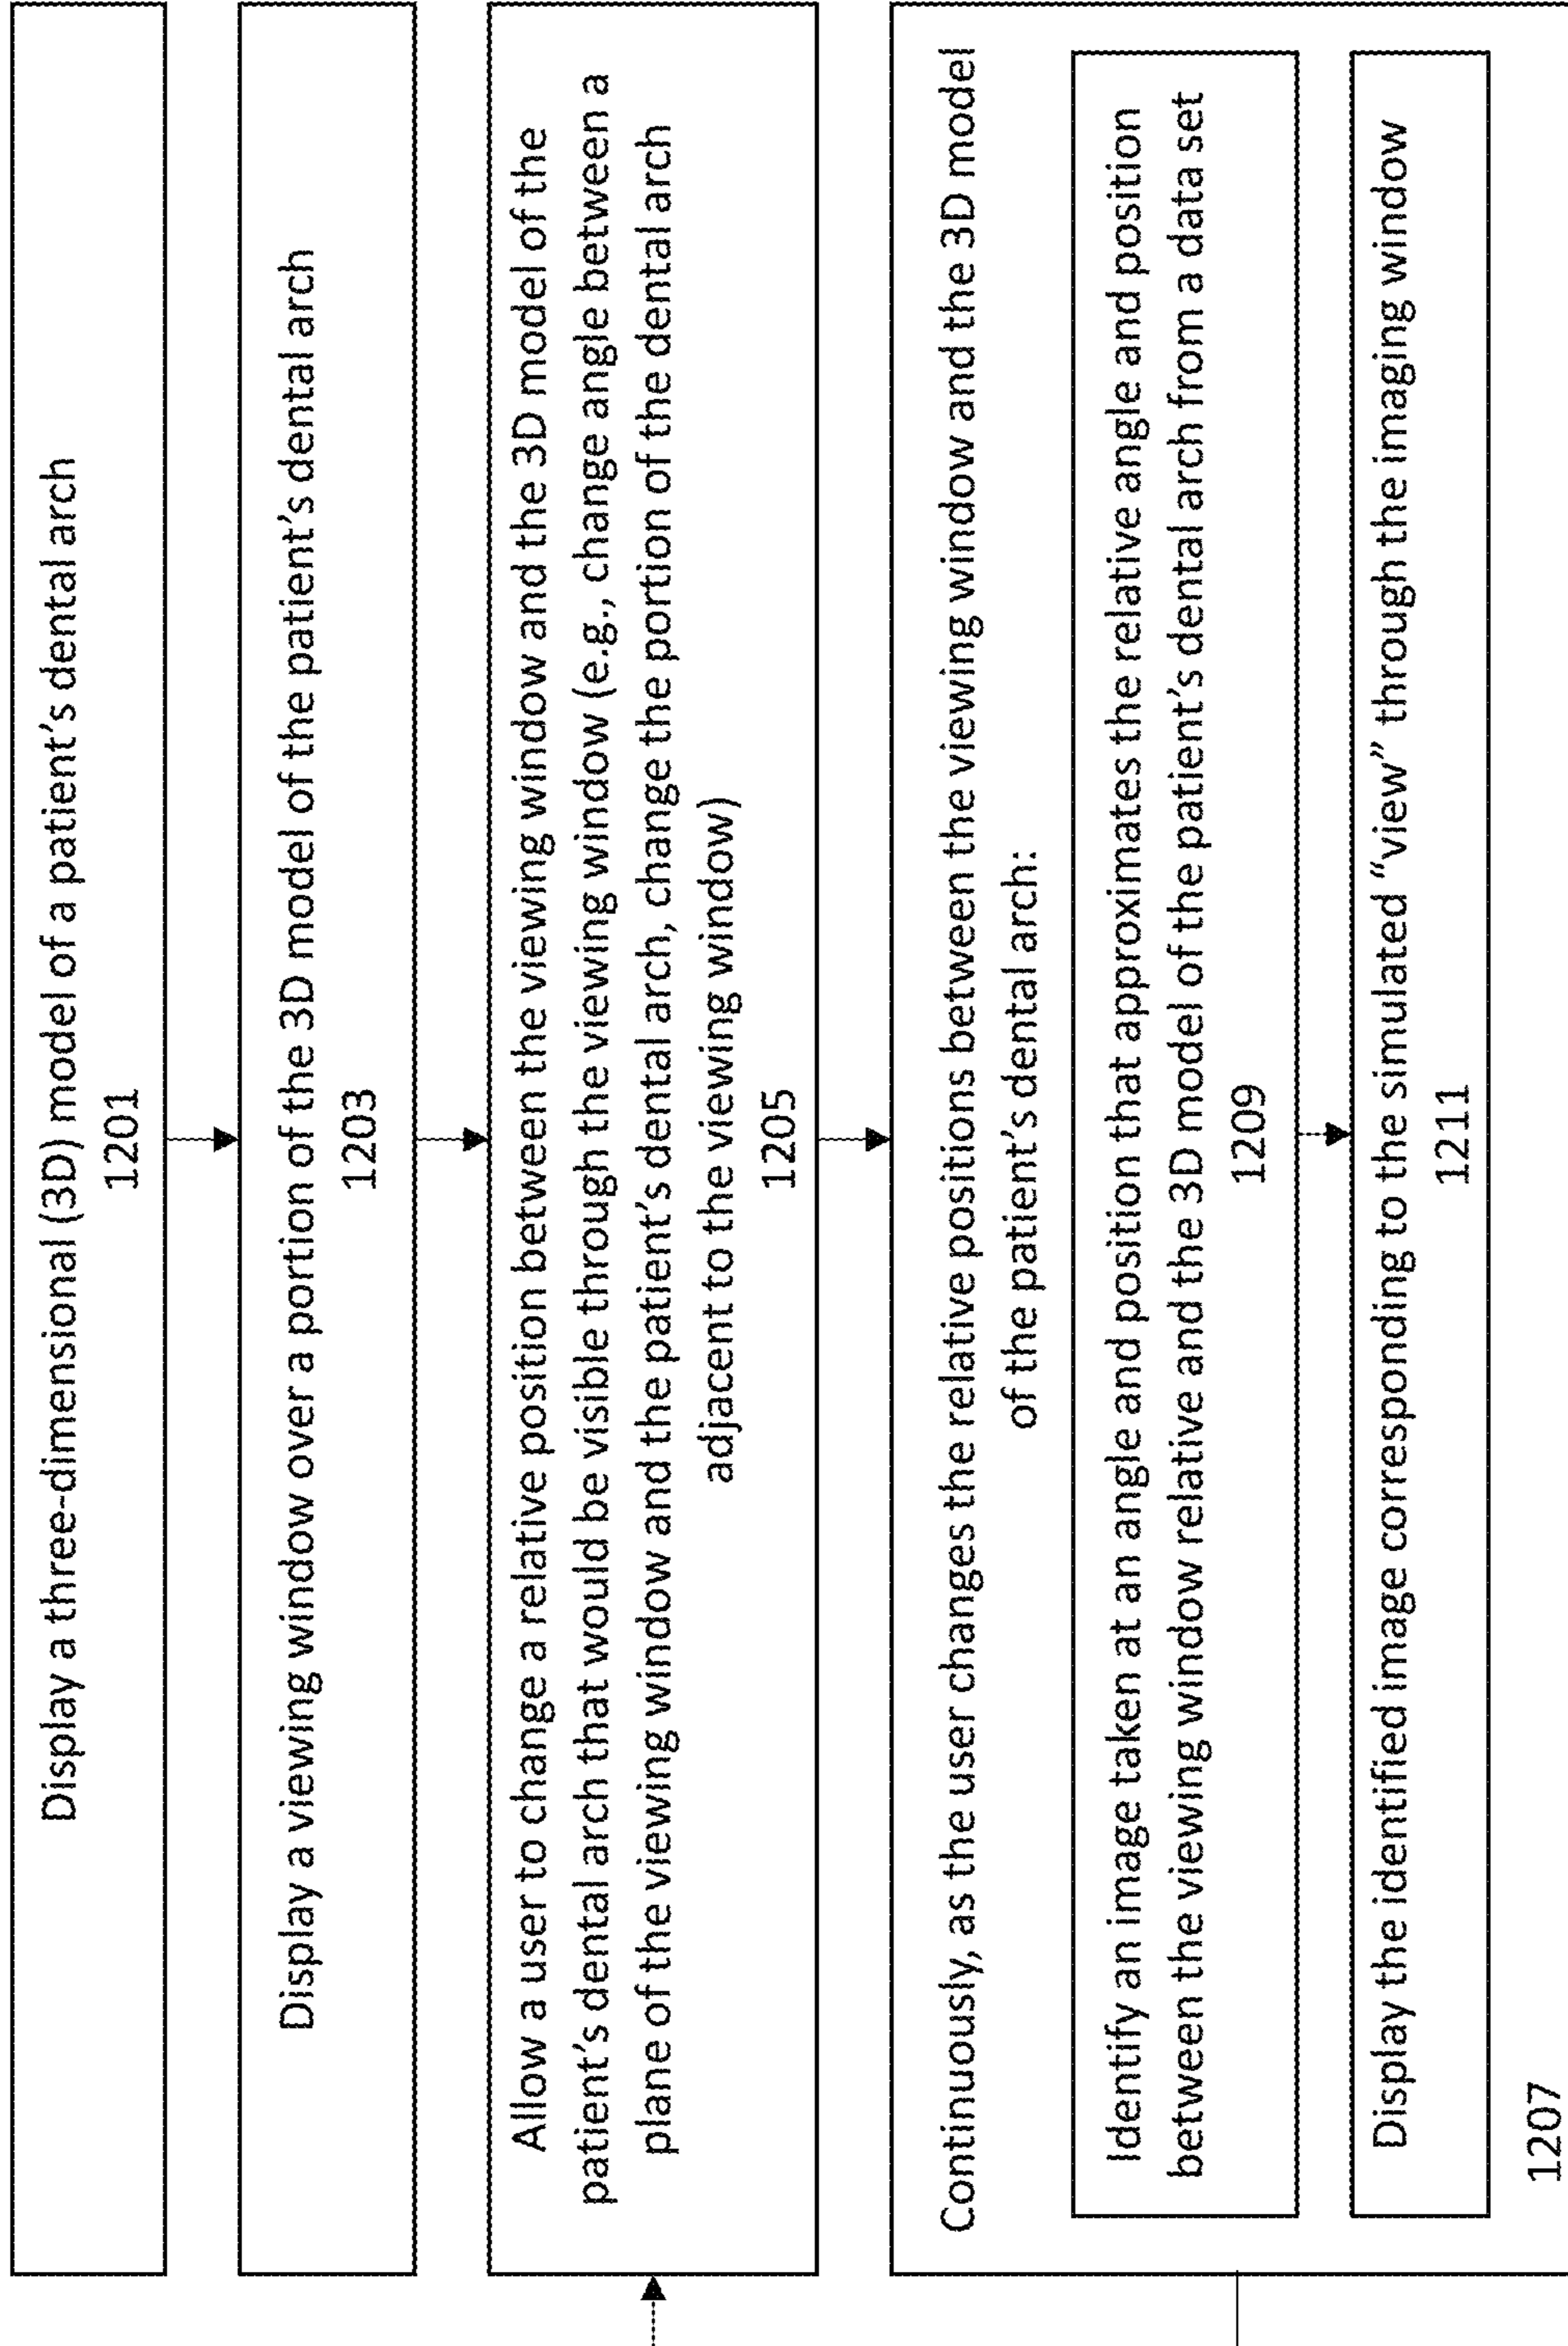 Display a three-dimensional (3D) model of a patient’s dental arch
1201
Display a viewing window over a portion of the 3D model of the patient’s dental arch
1203
Allow a user to change a relative position between the viewing window and the 3D model of the
patient’s dental arch that would be visible through the viewing window (e.g., change angle between a
plane of the viewing window and the patient’s dental arch, change the portion of the dental arch
adjacent to the viewing window)
1205
Continuously, as the user changes the relative positions between the viewing window and the 3D model
of the patient’s dental arch:
Identify an image taken at an angle and position that approximates the relative angle and position
between the viewing window relative and the 3D model of the patient’s dental arch from a data set
1209
Display the identified image corresponding to the simulated “view” through the imaging window
1211
1207